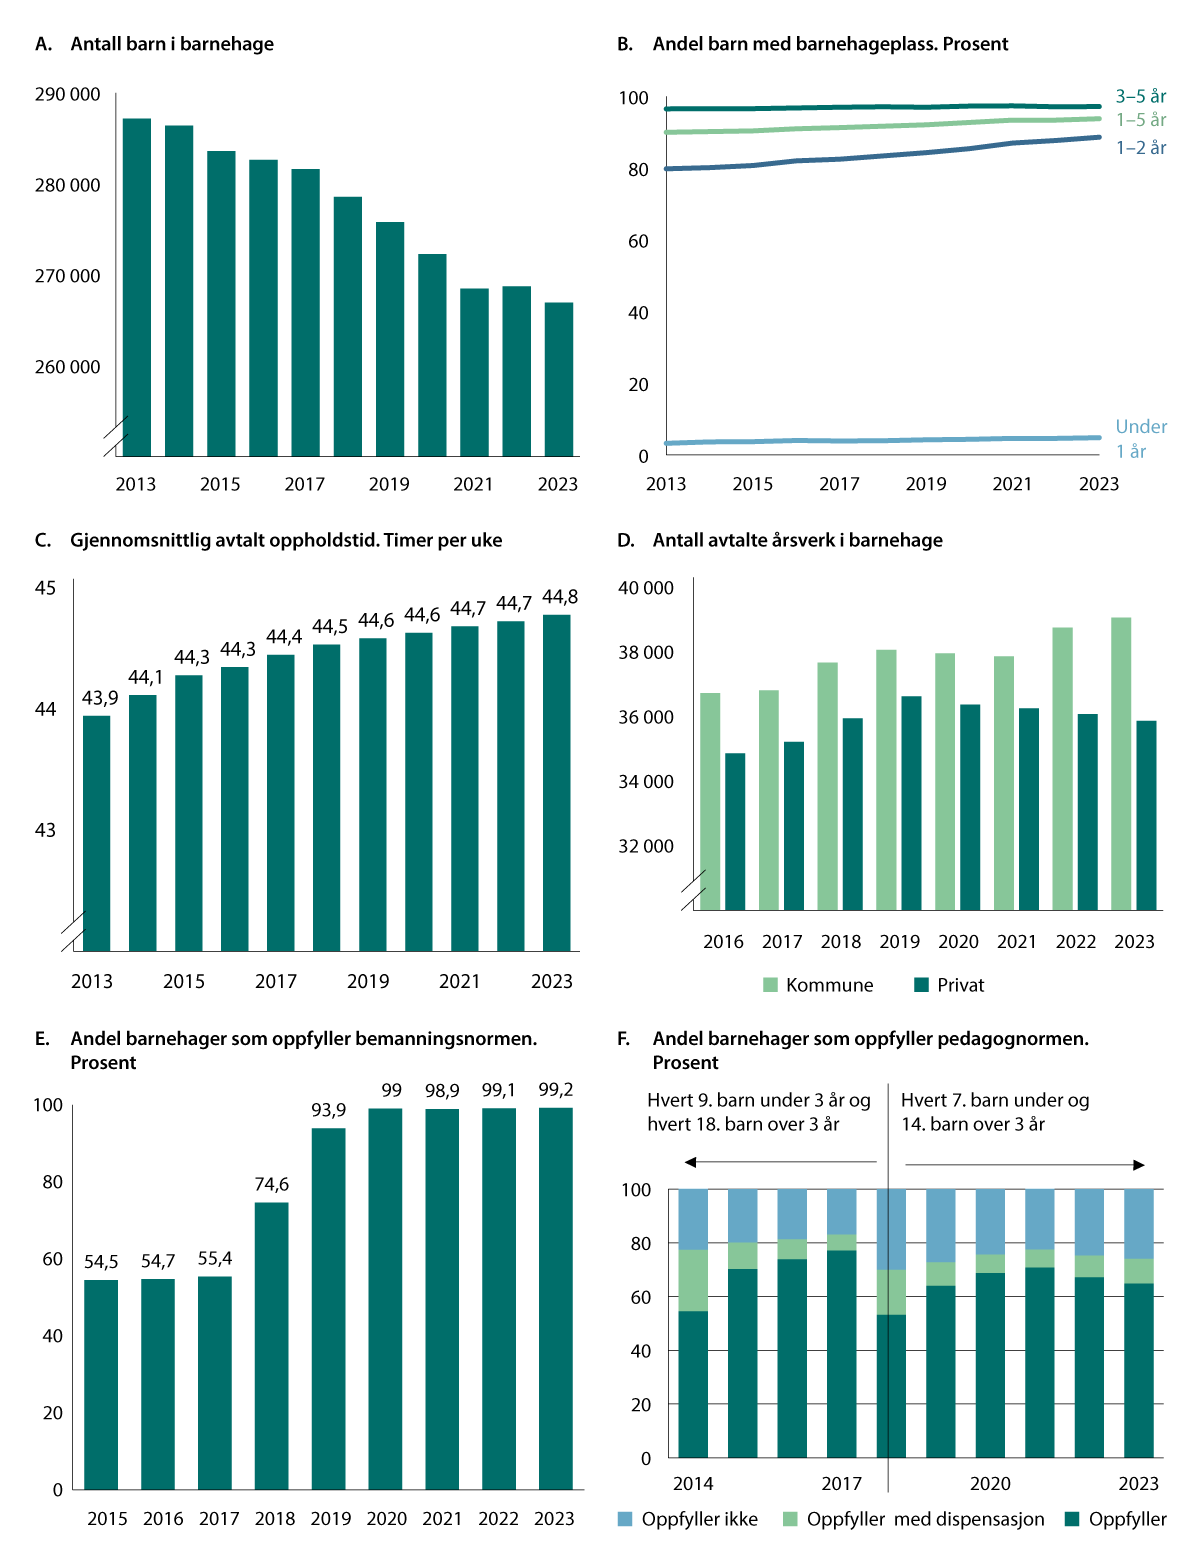 A. Antall barn i barnehage
290 000
280 000
270 000
260 000
2013 2015 2017 2019 2021 2023
B. Andel barn med barnehageplass. Prosent
100
80
60
40
20
0
3–5 år
1–5 år
1–2 år
Under
1 år
2013 2015 2017 2019 2021 2023
C. Gjennomsnittlig avtalt oppholdstid. Timer per uke
45
44
43
43,9 44,1 44,3 44,3 44,4 44,5 44,6 44,6 44,7 44,7 44,8
2013 2015 2017 2019 2021 2023
D. Antall avtalte årsverk i barnehage
40 000
38 000
36 000
34 000
32 000
2016 2017 2018 2019 2020 2021 2022 2023
Kommune Privat
E. Andel barnehager som oppfyller bemanningsnormen.
Prosent
100
80
60
40
20
0
54,5 54,7 55,4 74,6 93,9 99 98,9 99,1 99,2
2015 2016 2017 2018 2019 2020 2021 2022 2023
F. Andel barnehager som oppfyller pedagognormen.
Prosent
Hvert 9. barn under 3 år og
hvert 18. barn over 3 år
Hvert 7. barn under og
14. barn over 3 år
100
80
60
40
20
0
2014 2017 2020 2023
Oppfyller ikke Oppfyller med dispensasjon Oppfyller